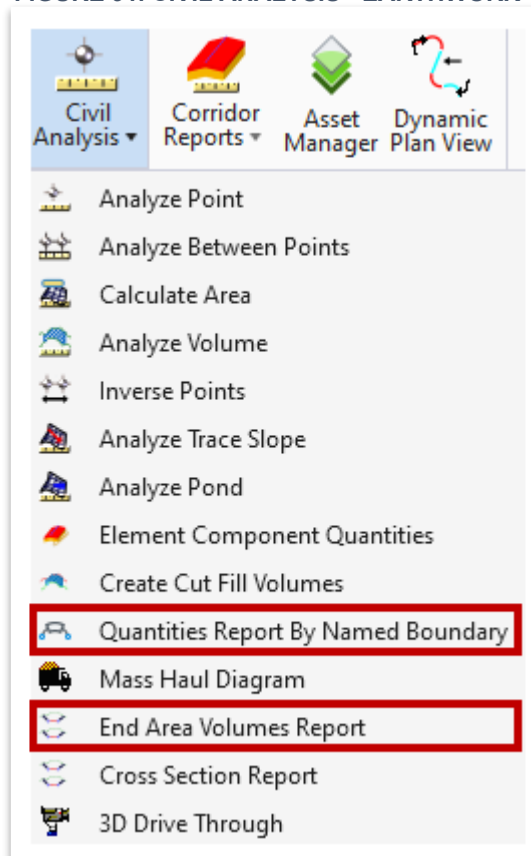 Civil Analysis
Corridor Reports
Asset Manager
Dynamic Plan View
Analyze Point
Analyze Between Points
Calculate Area
Analyze Volume
Inverse Points
Analyze Trace Slope
Analyze Pond
Element Component Quantities
Create Cut Fill Volumes
Quantities Report By Named Boundary
Mass Haul Diagram
End Area Volumes Report
Cross Section Report
3D Drive Through